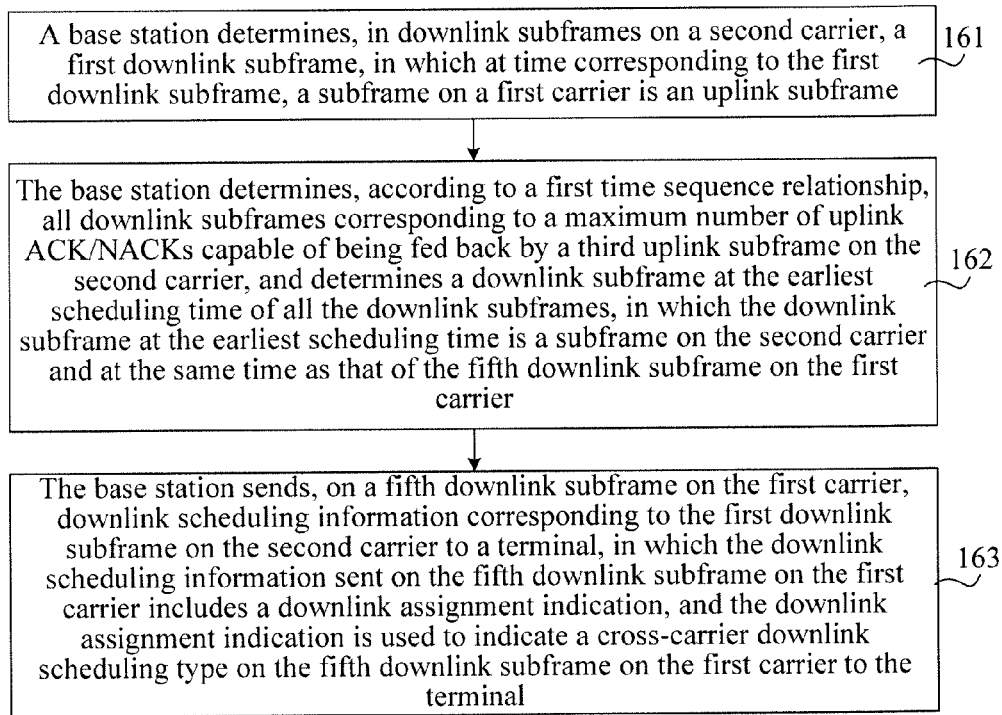 A base station determines, in downlink subframes on a second carrier, a
first downlink subframe, in which at time corresponding to the first
downlink subframe, a subframe on a first carrier is an uplink subframe
161
The base station determines, according to a first time sequence relationship,
all downlink subframes corresponding to a maximum number of uplink
ACK/NACKs capable of being fed back by a third uplink subframe on the
second carrier, and determines a downlink subframe at the earliest
scheduling time of all the downlink subframes, in which the downlink
subframe at the earliest scheduling time is a subframe on the second carrier
and at the same time as that of the fifth downlink subframe on the first
carrier
162
The base station sends, on a fifth downlink subframe on the first carrier,
downlink scheduling information corresponding to the first downlink
subframe on the second carrier to a terminal, in which the downlink
scheduling information sent on the fifth downlink subframe on the
first carrier includes a downlink assignment indication, and the downlink
assignment indication is used to indicate a cross-carrier downlink
scheduling type on the fifth downlink subframe on the first carrier to the
terminal
163